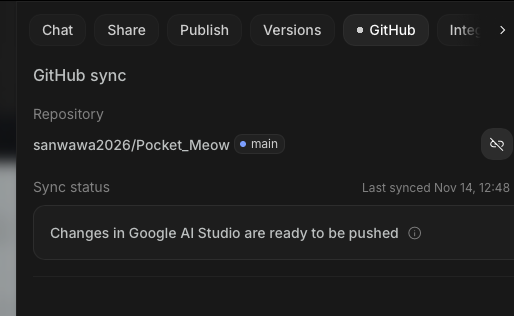 Chat Share Publish Versions GitHub Inte
GitHub sync
Repository
sanwawa2026/Pocket_Meow main
Sync status Last synced Nov 14, 12:48
Changes in Google AI Studio are ready to be pushed